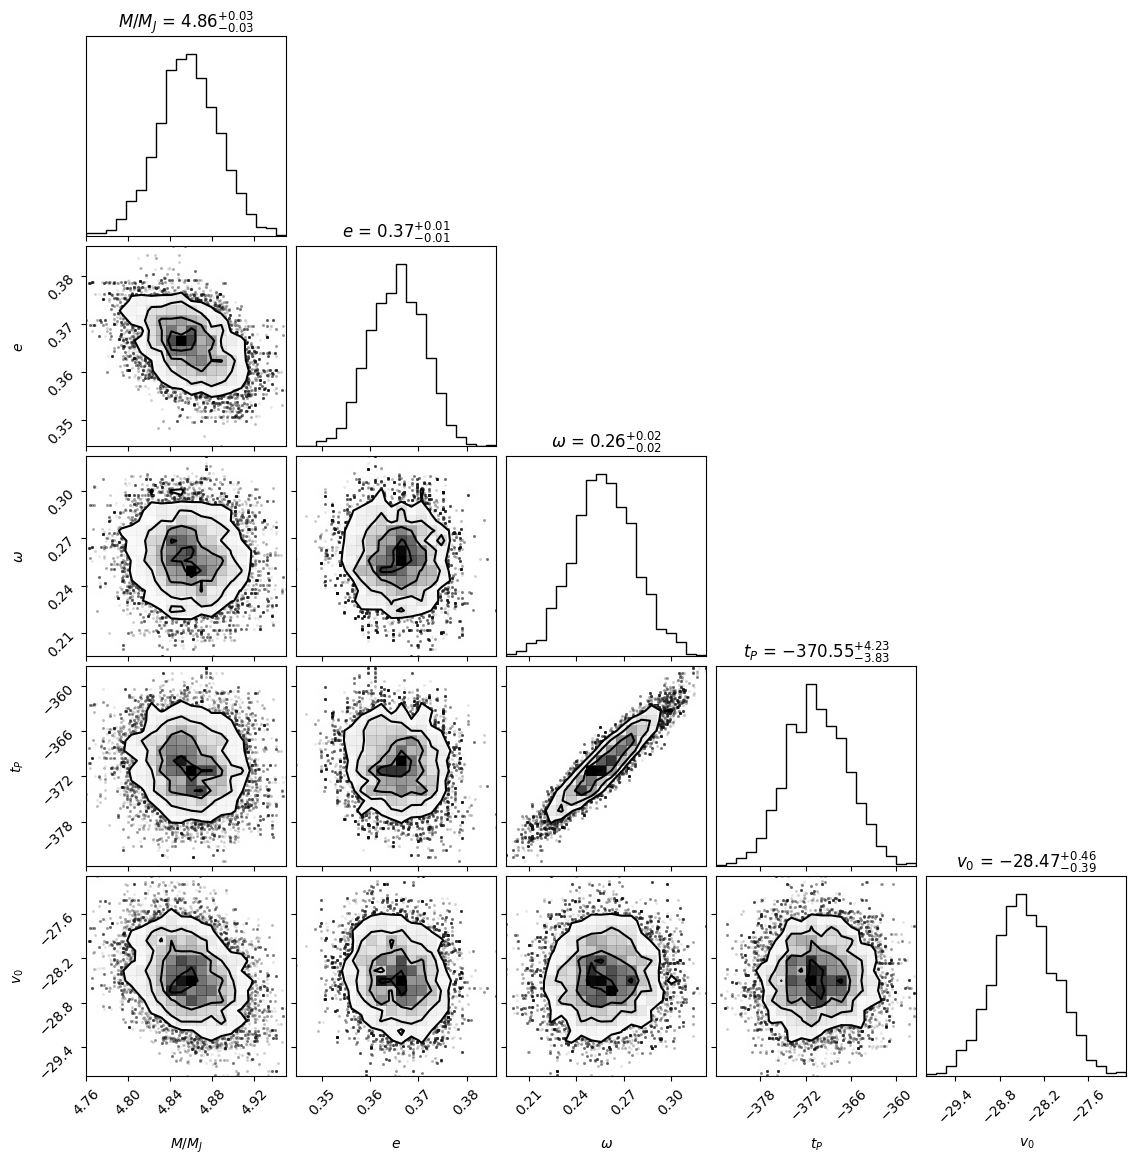 M/M_J = 4.86^{+0.03}_{-0.03}
e = 0.37^{+0.01}_{-0.01}
0.38
0.37
0.36
0.35
e
ω = 0.26^{+0.02}_{-0.02}
0.30
0.27
0.24
0.21
ω
t_P = −370.55^{+4.23}_{-3.83}
−360
−366
−372
−378
t_P
v_0 = −28.47^{+0.46}_{-0.39}
−27.6
−28.2
−28.8
−29.4
v_0
4.76 4.80 4.84 4.88 4.92 0.35 0.36 0.37 0.38 0.21 0.24 0.27 0.30 −378 −372 −366 −360 −29.4 −28.8 −28.2 −27.6
M/M_J e ω t_P v_0